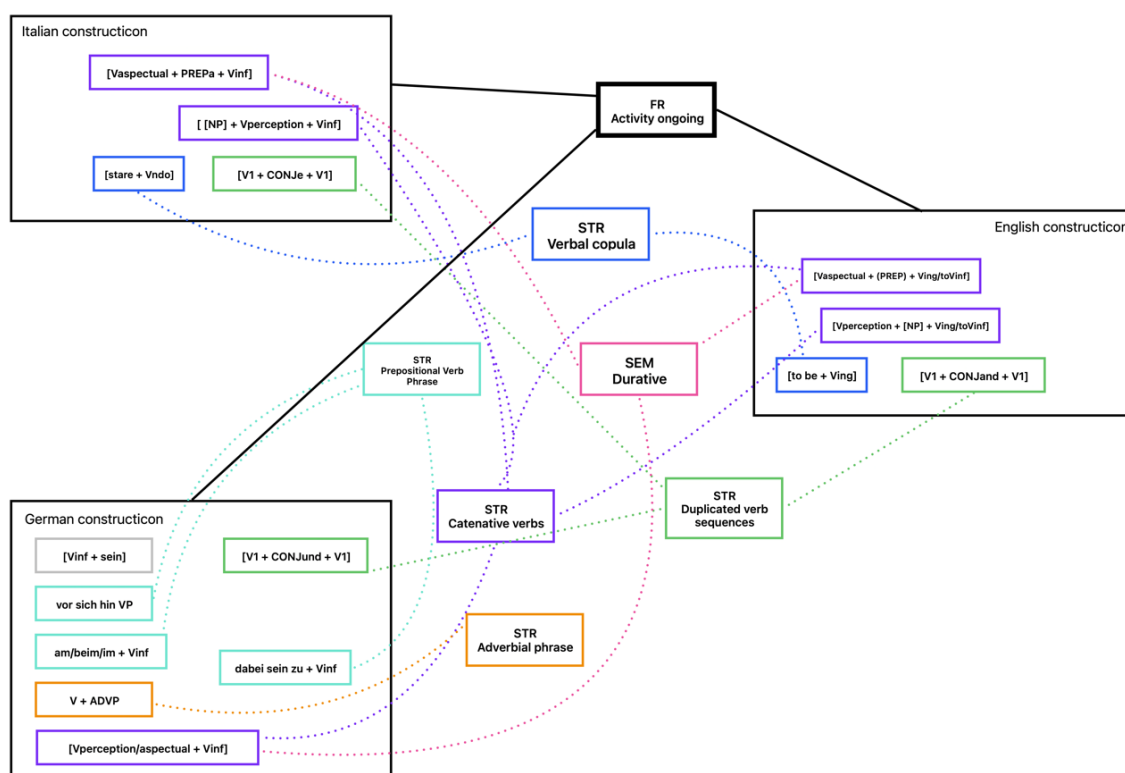 Italian constructicon
[Vaspectual + PREPa + Vinf]
[ [NP] + Vperception + Vinf]
[stare + Vndo]
[V1 + CONJe + V1]
FR
Activity ongoing
STR
Verbal copula
English constructicon
[Vaspectual + (PREP) + Ving/toVinf]
[Vperception + [NP] + Ving/toVinf]
[to be + Ving]
[V1 + CONJand + V1]
STR
Prepositional Verb
Phrase
SEM
Durative
STR
Catenative verbs
STR
Duplicated verb
sequences
German constructicon
[Vinf + sein]
[V1 + CONJund + V1]
vor sich hin VP
am/beim/im + Vinf
dabei sein zu + Vinf
V + ADVP
[Vperception/aspectual + Vinf]
STR
Adverbial phrase